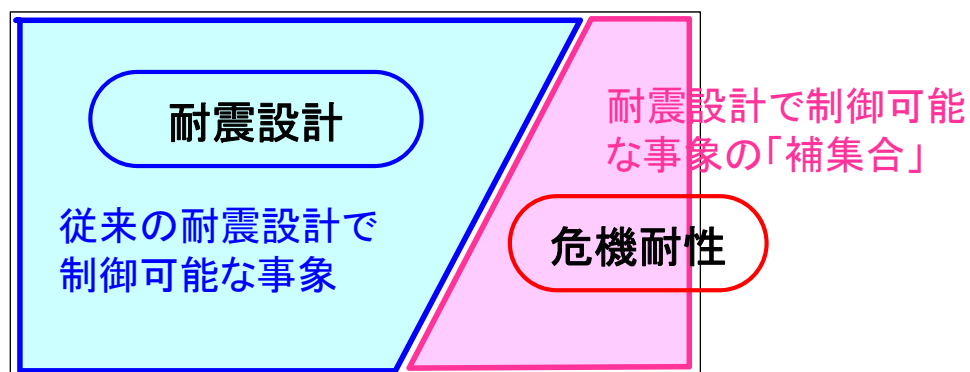 耐震設計
従来の耐震設計で
制御可能な事象
耐震設計で制御可能
な事象の「補集合」
危機耐性